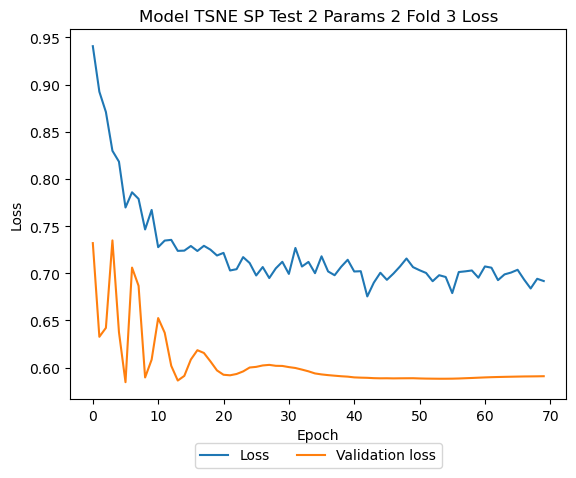 Model TSNE SP Test 2 Params 2 Fold 3 Loss
0.95
0.90
0.85
0.80
0.75
0.70
0.65
0.60
Loss
0 10 20 30 40 50 60 70
Epoch
Loss Validation loss